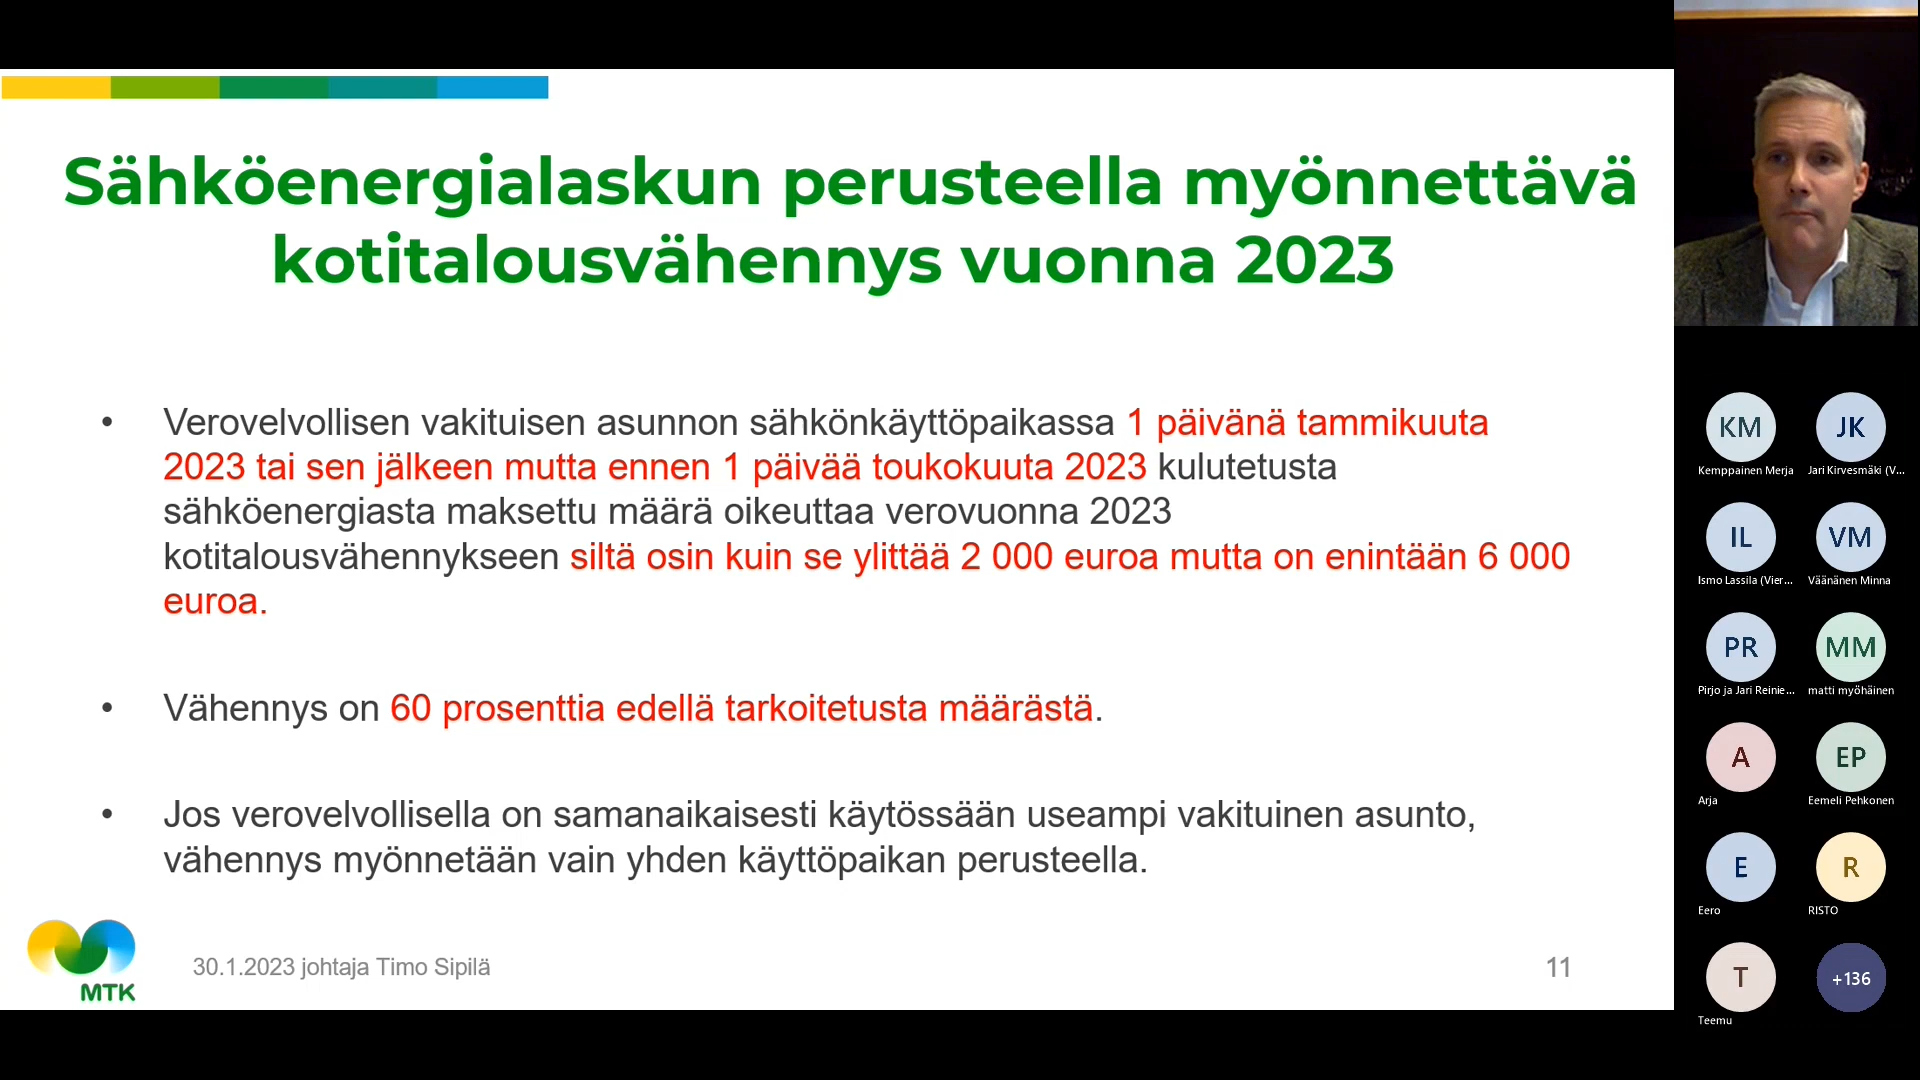 Sähköenergialaskun perusteella myönnettävä
kotitalousvähennys vuonna 2023
• Verovelvollisen vakituisen asunnon sähkönkäyttöpaikassa 1 päivänä tammikuuta
2023 tai sen jälkeen mutta ennen 1 päivää toukokuuta 2023 kulutetusta
sähköenergiasta maksettu määrä oikeuttaa verovuonna 2023
kotitalousvähennykseen siltä osin kuin se ylittää 2 000 euroa mutta on enintään 6 000
euroa.
• Vähennys on 60 prosenttia edellä tarkoitetusta määrästä.
• Jos verovelvollisella on samanaikaisesti käytössään useampi vakituinen asunto,
vähennys myönnetään vain yhden käyttöpaikan perusteella.
MTK
30.1.2023 johtaja Timo Sipilä
11
KM
Kemppainen Merja
JK
Jari Kirvesmäki (V...
IL
Ismo Lassila (Vier...
VM
Väänänen Minna
PR
Pirjo ja Jari Reinie...
MM
matti myöhäinen
A
Arja
EP
Eemeli Pehkonen
E
Eero
R
RISTO
T
Teemu
+136